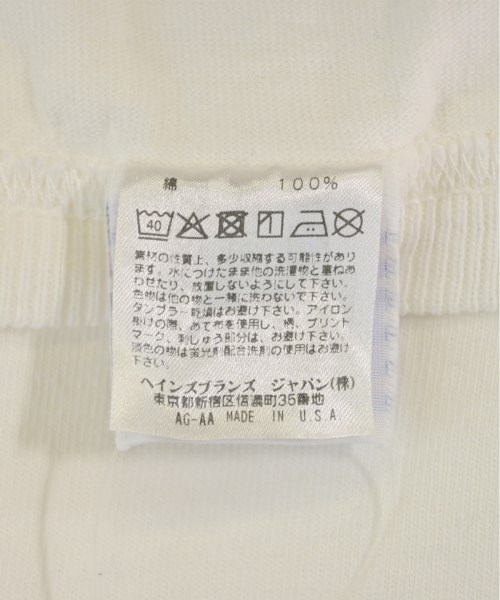 綿 100%
40
素材の性質上、多少収縮する可能性があり
ます。水につけたまま他の洗濯物と重ねあ
わせたり、放置しないようにして下さい。
色物は他の物と一緒に洗わないで下さい。
タンブラー乾燥はお避け下さい。アイロン
掛けの際、あて布を使用し、柄、プリント
マーク、刺しゅう部分は、お避け下さい。
淡色の物は蛍光剤配合洗剤の使用はお避け
下さい。
ヘインズブランズ ジャパン(株)
東京都新宿区信濃町35番地
AG-AA MADE IN U.S.A